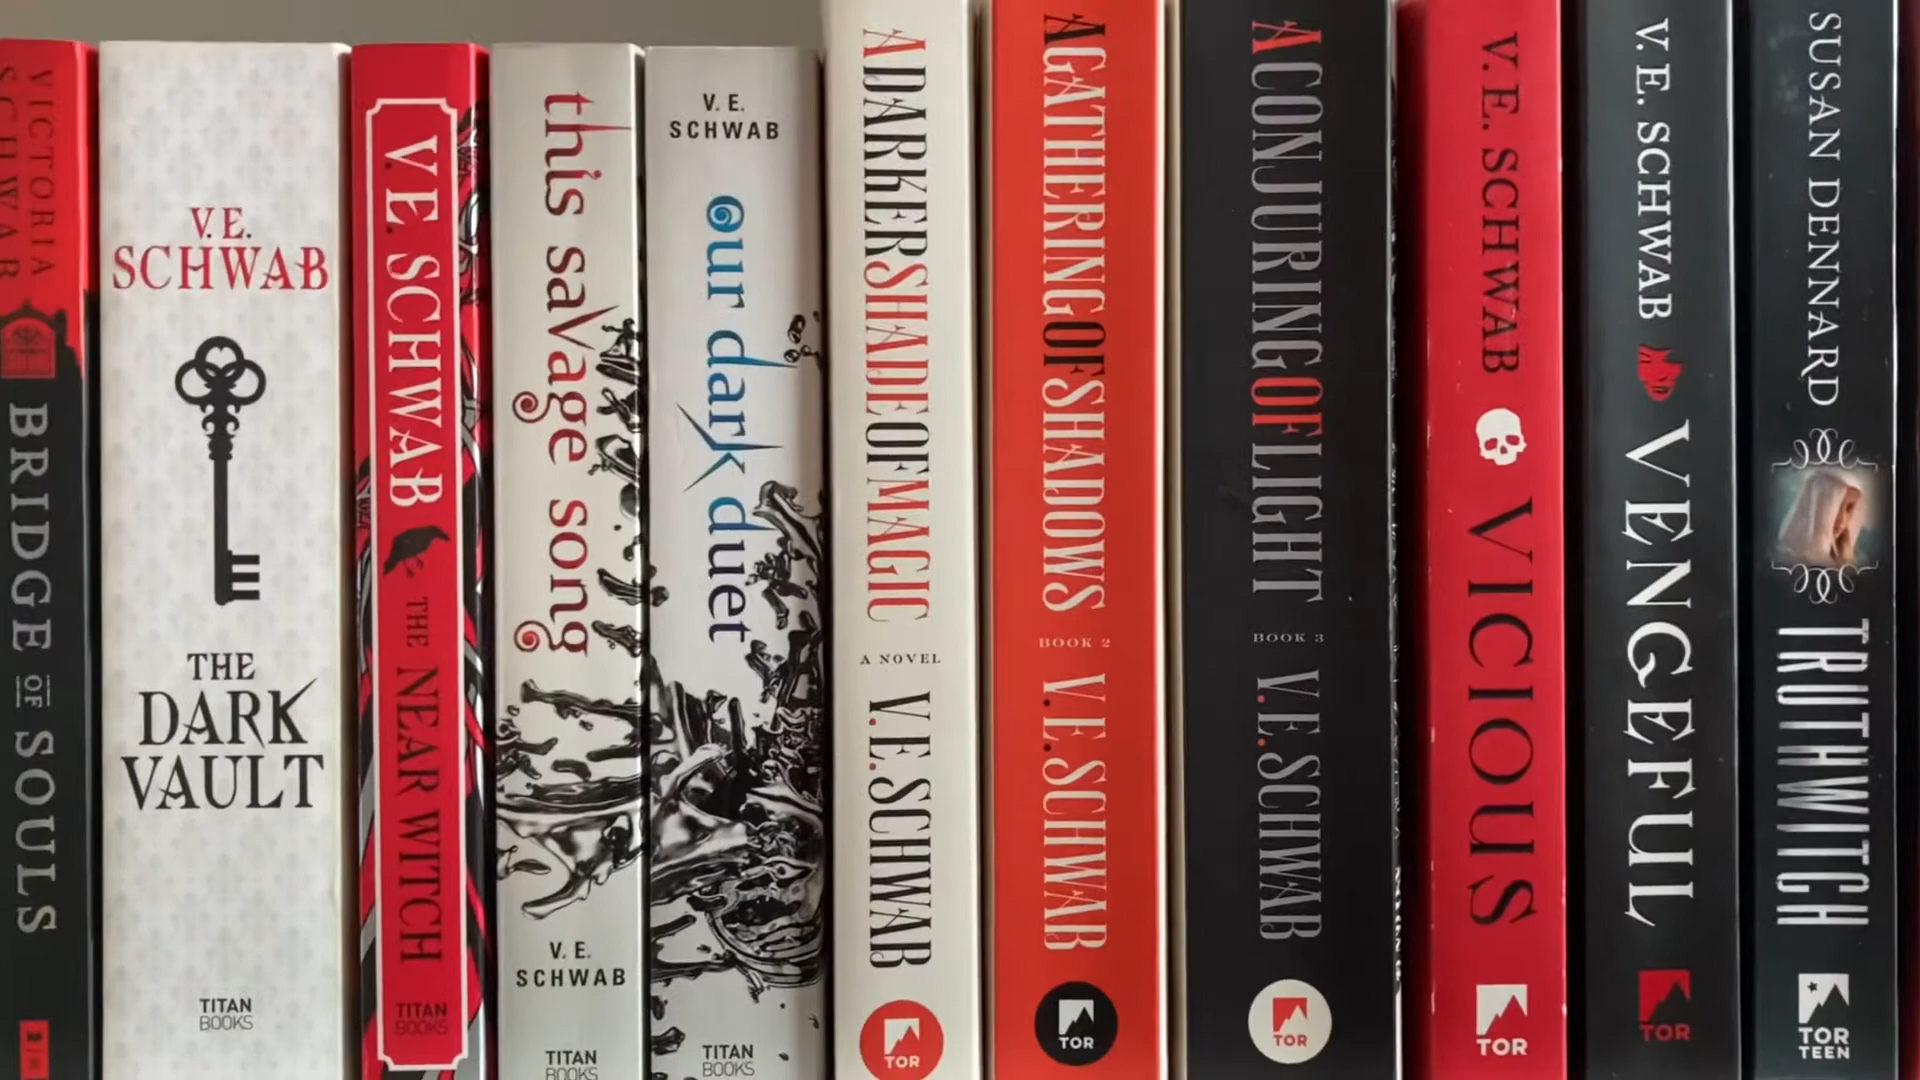 VICTORIA
SCHWAB
BRIDGE OF SOULS
V. E.
SCHWAB
THE
DARK
VAULT
TITAN
BOOKS
V.E. SCHWAB
THE NEAR WITCH
TITAN
BOOKS
this savage song
V. E.
SCHWAB
TITAN
BOOKS
V. E.
SCHWAB
our dark duet
TITAN
BOOKS
A DARKER SHADE OF MAGIC
A NOVEL
V.E.SCHWAB
TOR
A GATHERING OF SHADOWS
BOOK 2
V.E.SCHWAB
TOR
A CONJURING OF LIGHT
BOOK 3
V.E.SCHWAB
TOR
V. E. SCHWAB
VICIOUS
TOR
V. E. SCHWAB
VENGEFUL
TOR
SUSAN DENNARD
TRUTHWITCH
TOR
TEEN